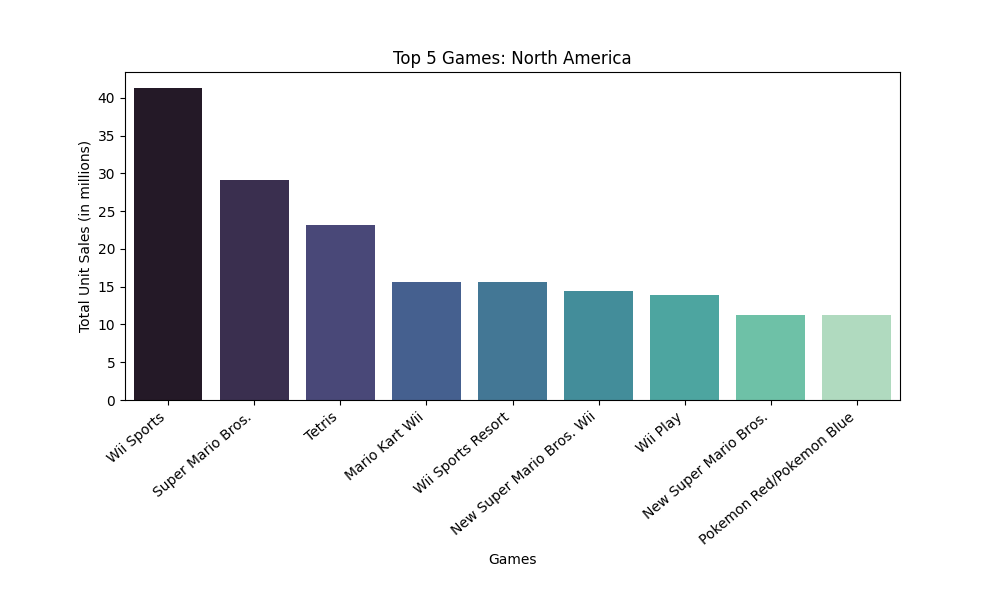 Top 5 Games: North America
Total Unit Sales (in millions)
40
35
30
25
20
15
10
5
0
Wii Sports
Super Mario Bros.
Tetris
Mario Kart Wii
Wii Sports Resort
New Super Mario Bros. Wii
Wii Play
New Super Mario Bros.
Pokemon Red/Pokemon Blue
Games